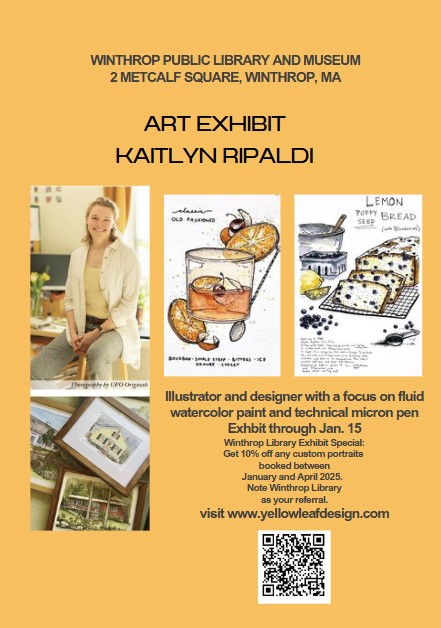 WINTHROP PUBLIC LIBRARY AND MUSEUM
2 METCALF SQUARE, WINTHROP, MA
ART EXHIBIT
KAITLYN RIPALDI
Photography by UFO Originals
classic
OLD FASHIONED
BOURBON · SIMPLE SYRUP · BITTERS · ICE
ORANGE · CHERRY
LEMON
POPPY
SEED
BREAD
(with Blueberries)
Illustrator and designer with a focus on fluid
watercolor paint and technical micron pen
Exhbit through Jan. 15
Winthrop Library Exhibit Special:
Get 10% off any custom portraits
booked between
January and April 2025.
Note Winthrop Library
as your referral.
visit www.yellowleafdesign.com